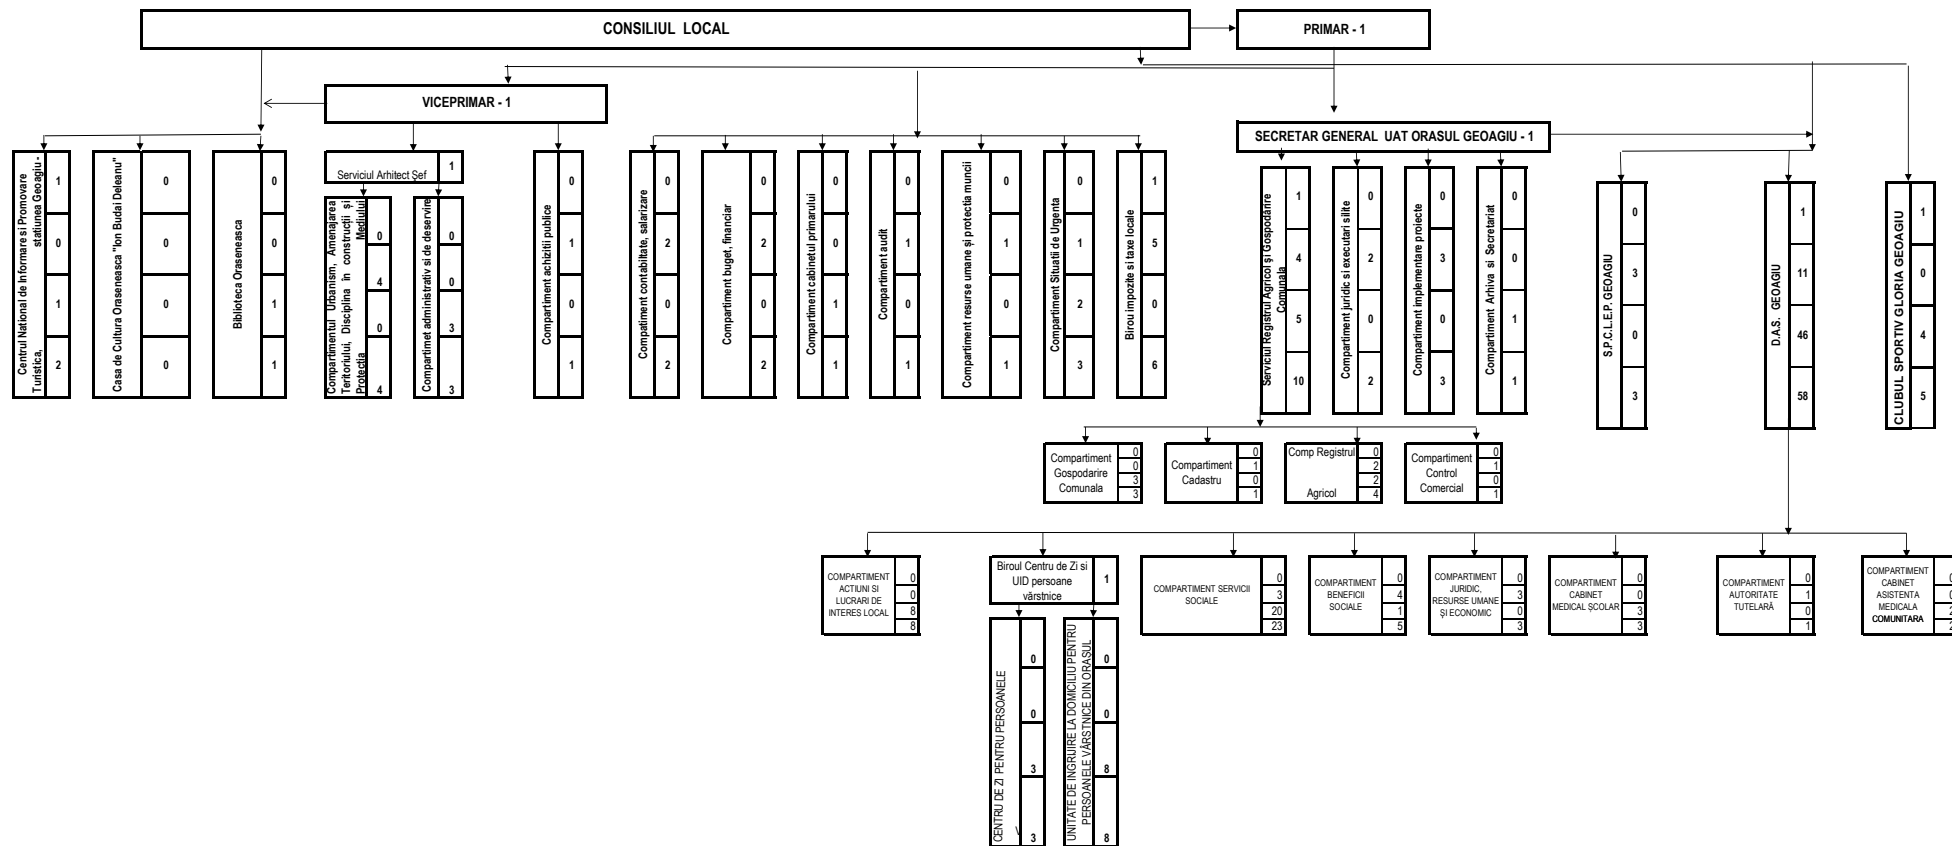 CONSILIUL LOCAL
PRIMAR - 1
VICEPRIMAR - 1
SECRETAR GENERAL UAT ORASUL GEOAGIU - 1
Centrul National de Informare si Promovare
Turistica, statiunea Geoagiu -
1
0
1
2
Casa de Cultura Oraseneasca "Ion Budai Deleanu"
0
0
0
0
Biblioteca Oraseneasca
0
0
1
1
Serviciul Arhitect Şef
1
Compartimentul Urbanism, Amenajarea
Teritoriului, Disciplina în construcții și
Protecția Mediului
0
4
0
4
Compartimet administrativ si de deservire
0
0
3
3
Compartiment achizitii publice
0
1
0
1
Compatiment contabiltate, salarizare
0
2
0
2
Compartiment buget, financiar
0
2
0
2
Compartiment cabinetul primarului
0
0
1
1
Compartiment audit
0
1
0
1
Compartiment resurse umane și protectia muncii
0
1
0
1
Compartiment Situatii de Urgenta
0
1
2
3
Birou impozite si taxe locale
1
5
0
6
Serviciul Registrul Agricol și Gospodărire
Comunala
1
4
5
10
Compartiment juridic si executari silite
0
2
0
2
Compartiment implementare proiecte
0
3
0
3
Compartiment Arhiva si Secretariat
0
0
1
1
S.P.C.L.E.P. GEOAGIU
0
3
0
3
D.A.S. GEOAGIU
1
11
46
58
CLUBUL SPORTIV GLORIA GEOAGIU
1
0
4
5
Compartiment
Gospodarire
Comunala
0
0
3
3
Compartiment
Cadastru
0
1
0
1
Comp Registrul
Agricol
0
2
2
4
Compartiment
Control
Comercial
0
1
0
1
COMPARTIMENT
ACTIUNI SI
LUCRARI DE
INTERES LOCAL
0
0
8
8
Biroul Centru de Zi si
UID persoane
vârstnice
1
CENTRU DE ZI PENTRU PERSOANELE
\
0
0
3
3
UNITATE DE INGRIJIRE LA DOMICILIU PENTRU
PERSOANELE VÂRSTNICE DIN ORASUL
0
0
8
8
COMPARTIMENT SERVICII
SOCIALE
0
3
20
23
COMPARTIMENT
BENEFICII
SOCIALE
0
4
1
5
COMPARTIMENT
JURIDIC,
RESURSE UMANE
ȘI ECONOMIC
0
3
0
3
COMPARTIMENT
CABINET
MEDICAL ȘCOLAR
0
0
3
3
COMPARTIMENT
AUTORITATE
TUTELARĂ
0
1
0
1
COMPARTIMENT
CABINET
ASISTENTA
MEDICALA
COMUNITARA
0
0
2
2